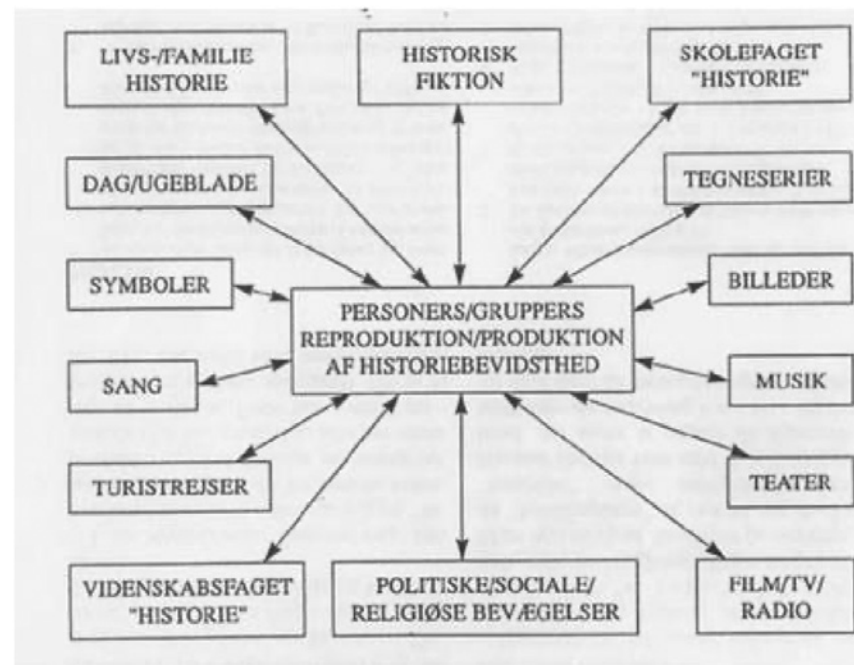 LIVS-/FAMILIE
HISTORIE
HISTORISK
FIKTION
SKOLEFAGET
"HISTORIE"
DAG/UGEBLADE
TEGNESERIER
SYMBOLER
BILLEDER
PERSONERS/GRUPPERS
REPRODUKTION/PRODUKTION
AF HISTORIEBEVIDSTHED
SANG
MUSIK
TURISTREJSER
TEATER
VIDENSKABSFAGET
"HISTORIE"
POLITISKE/SOCIALE/
RELIGIØSE BEVÆGELSER
FILM/TV/
RADIO